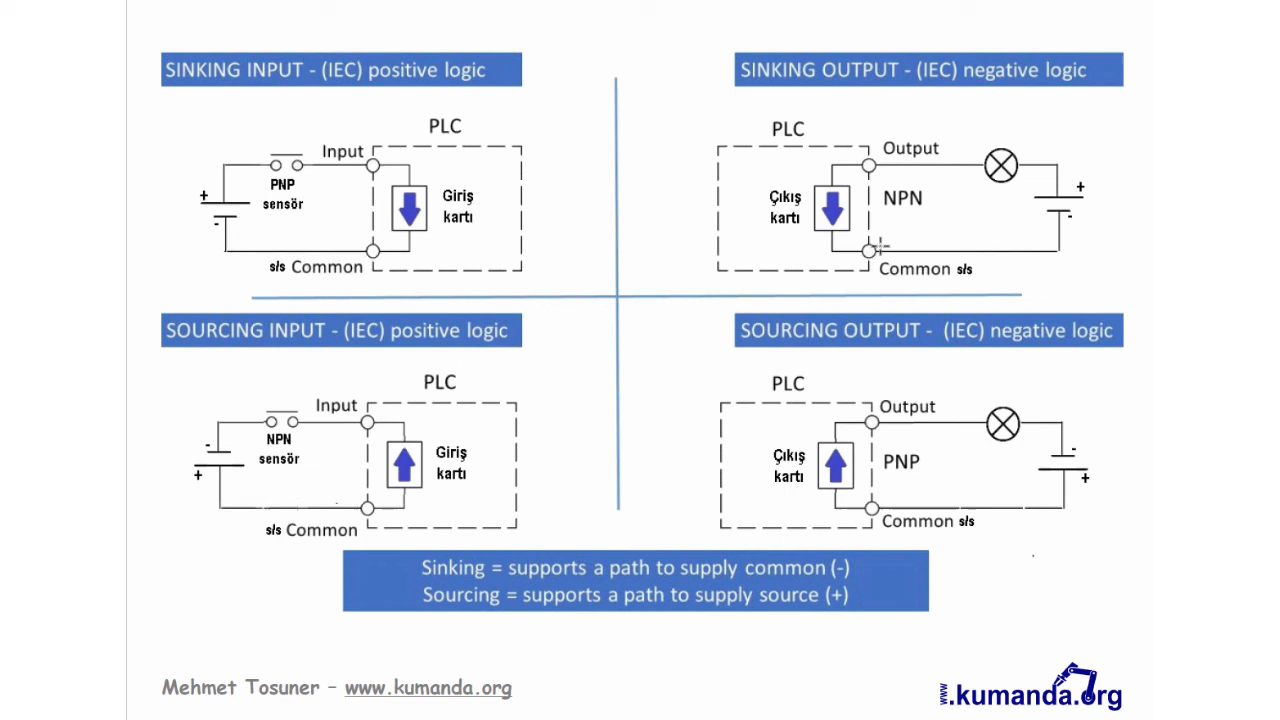 SINKING INPUT - (IEC) positive logic
SINKING OUTPUT - (IEC) negative logic
PLC
Input
PNP
sensör
+
-
Giriş
kartı
s/s Common
PLC
Output
Çıkış
kartı
NPN
+
-
Common s/s
SOURCING INPUT - (IEC) positive logic
SOURCING OUTPUT - (IEC) negative logic
PLC
Input
NPN
sensör
-
+
Giriş
kartı
s/s Common
PLC
Output
Çıkış
kartı
PNP
-
+
Common s/s
Sinking = supports a path to supply common (-)
Sourcing = supports a path to supply source (+)
Mehmet Tosuner – www.kumanda.org
www.kumanda.org